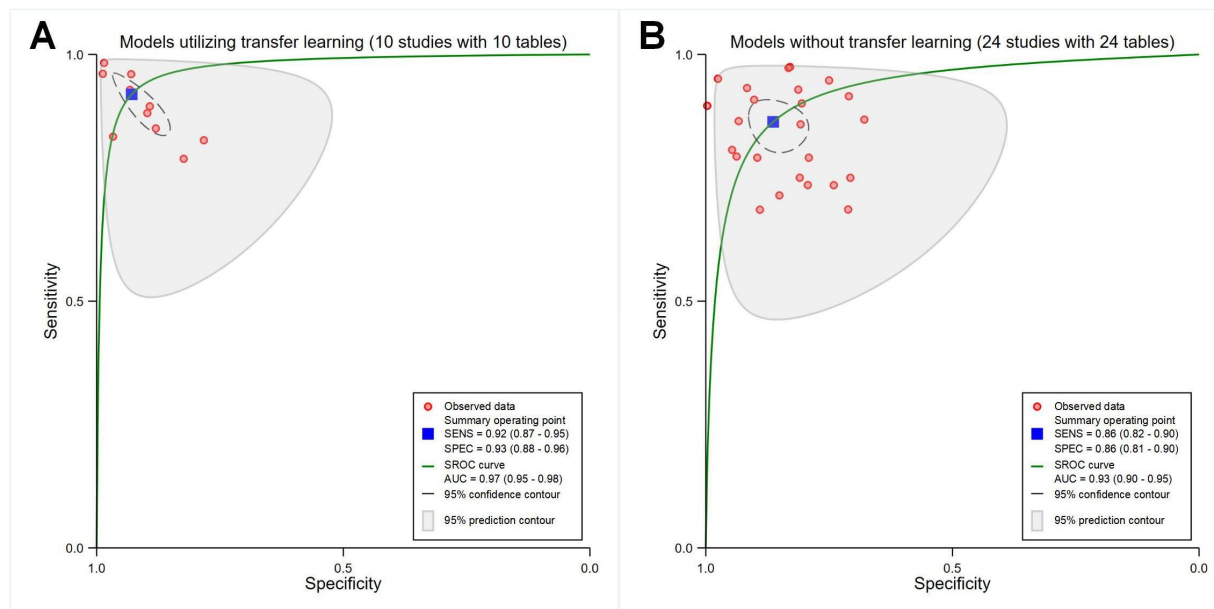 A
Models utilizing transfer learning (10 studies with 10 tables)
1.0
0.5
0.0
Sensitivity
1.0
0.5
0.0
Specificity
Observed data
Summary operating point
SENS = 0.92 (0.87 - 0.95)
SPEC = 0.93 (0.88 - 0.96)
SROC curve
AUC = 0.97 (0.95 - 0.98)
95% confidence contour
95% prediction contour
B
Models without transfer learning (24 studies with 24 tables)
1.0
0.5
0.0
Sensitivity
1.0
0.5
0.0
Specificity
Observed data
Summary operating point
SENS = 0.86 (0.82 - 0.90)
SPEC = 0.86 (0.81 - 0.90)
SROC curve
AUC = 0.93 (0.90 - 0.95)
95% confidence contour
95% prediction contour